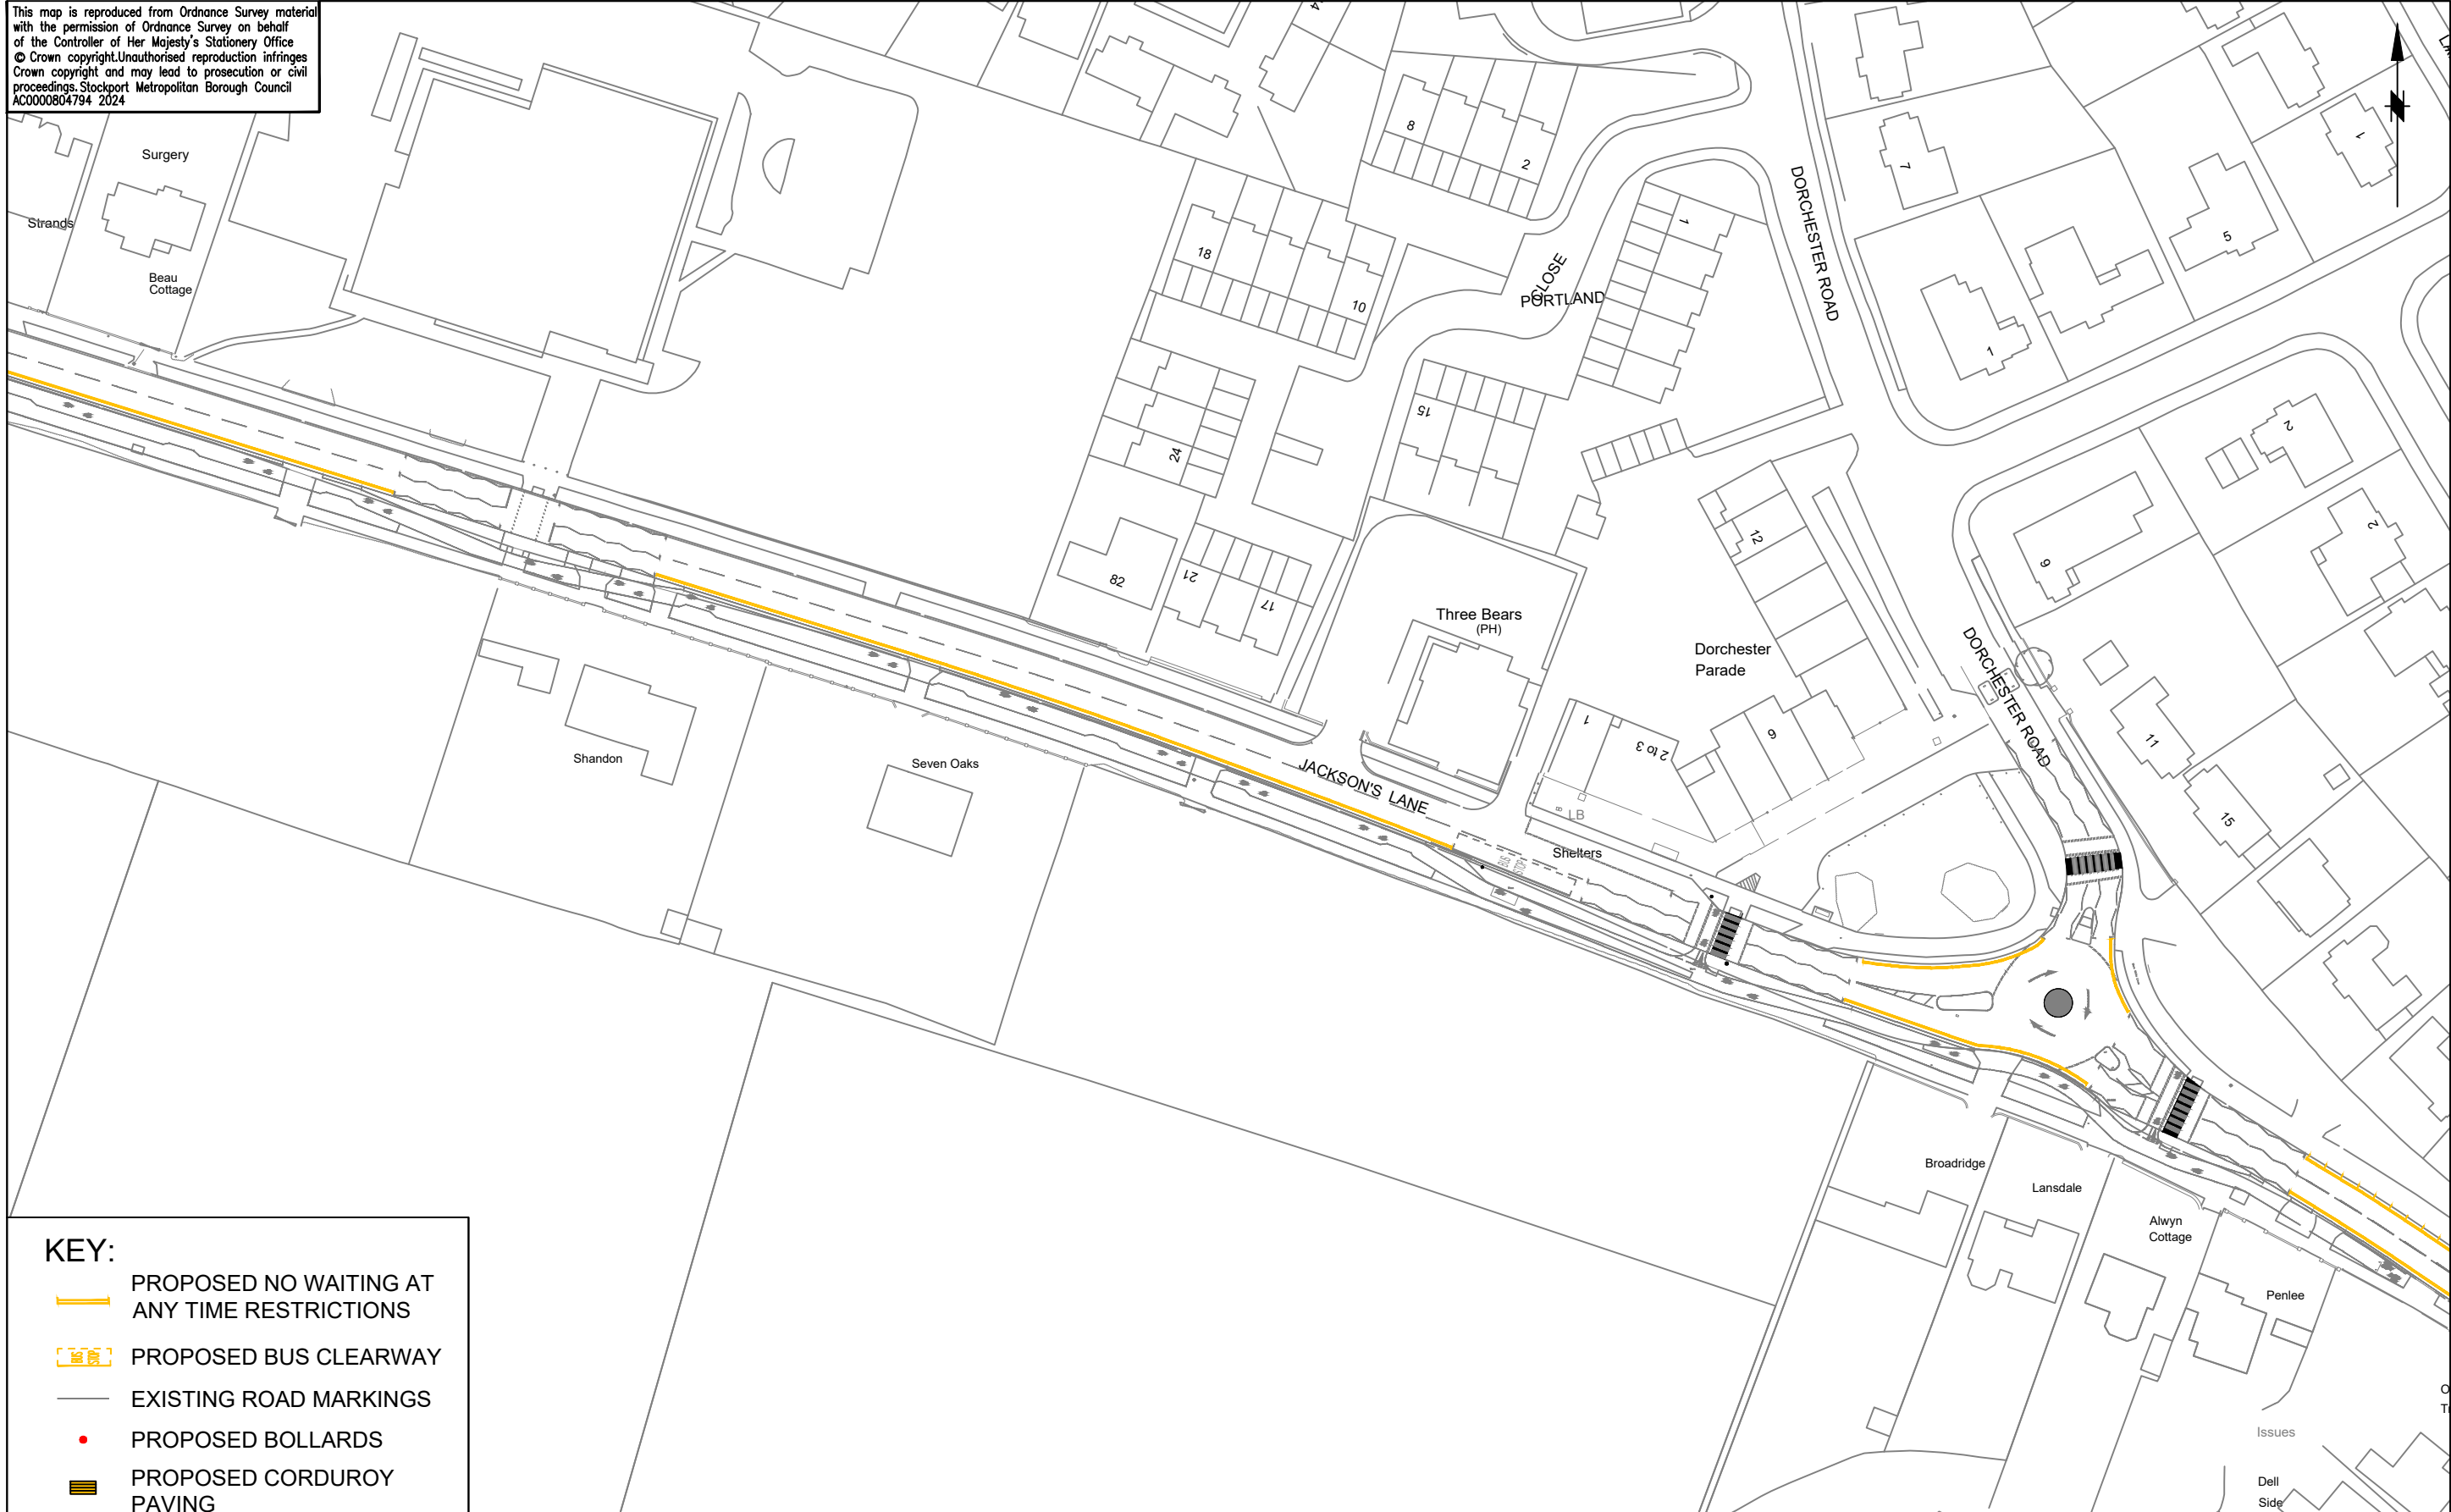 This map is reproduced from Ordnance Survey material
with the permission of Ordnance Survey on behalf
of the Controller of Her Majesty's Stationery Office
© Crown copyright.Unauthorised reproduction infringes
Crown copyright and may lead to prosecution or civil
proceedings. Stockport Metropolitan Borough Council
AC0000804794 2024
Surgery
Strands
Beau
Cottage
8
2
18
10
CLOSE
PORTLAND
1
DORCHESTER ROAD
7
1
5
1
15
24
2
2
12
9
82
21
17
Three Bears
(PH)
Dorchester
Parade
DORCHESTER ROAD
1
2 to 3
6
11
15
Shandon
Seven Oaks
JACKSON'S LANE
LB
Shelters
BUS
STOP
Broadridge
Lansdale
Alwyn
Cottage
Penlee
Issues
Dell
Side
KEY:
PROPOSED NO WAITING AT
ANY TIME RESTRICTIONS
BUS
STOP
PROPOSED BUS CLEARWAY
EXISTING ROAD MARKINGS
PROPOSED BOLLARDS
PROPOSED CORDUROY
PAVING